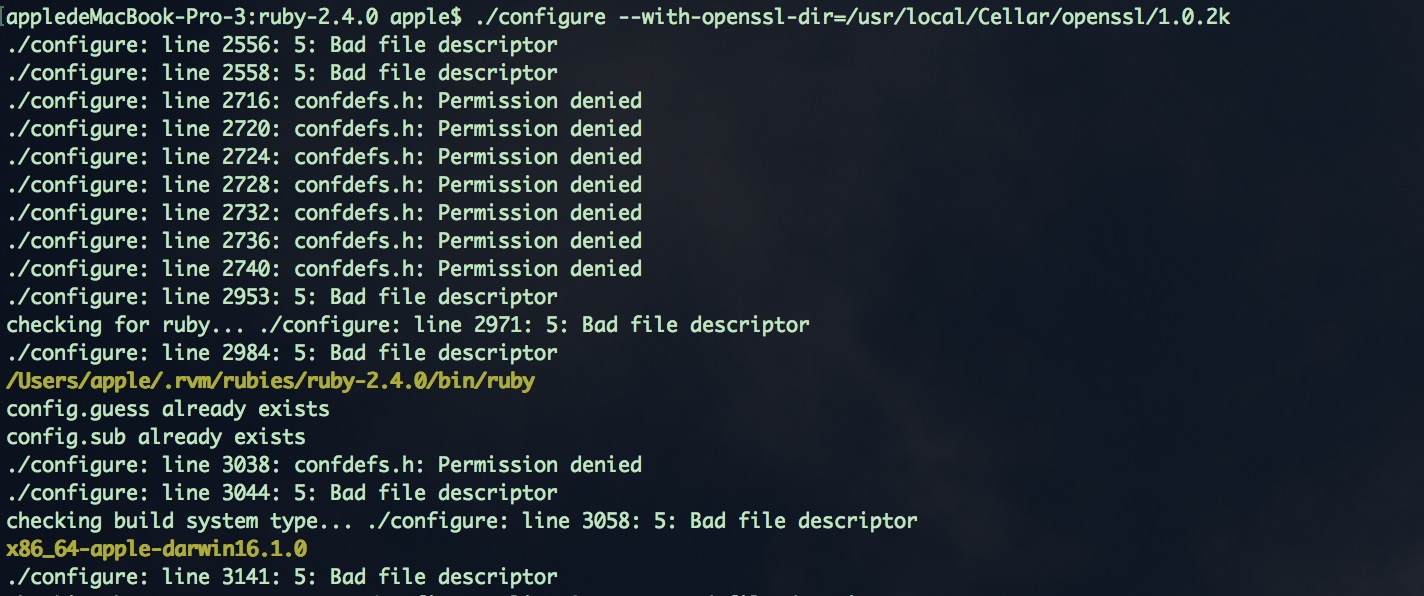 appledeMacBook-Pro-3:ruby-2.4.0 apple$ ./configure --with-openssl-dir=/usr/local/Cellar/openssl/1.0.2k
./configure: line 2556: 5: Bad file descriptor
./configure: line 2558: 5: Bad file descriptor
./configure: line 2716: confdefs.h: Permission denied
./configure: line 2720: confdefs.h: Permission denied
./configure: line 2724: confdefs.h: Permission denied
./configure: line 2728: confdefs.h: Permission denied
./configure: line 2732: confdefs.h: Permission denied
./configure: line 2736: confdefs.h: Permission denied
./configure: line 2740: confdefs.h: Permission denied
./configure: line 2953: 5: Bad file descriptor
checking for ruby... ./configure: line 2971: 5: Bad file descriptor
./configure: line 2984: 5: Bad file descriptor
/Users/apple/.rvm/rubies/ruby-2.4.0/bin/ruby
config.guess already exists
config.sub already exists
./configure: line 3038: confdefs.h: Permission denied
./configure: line 3044: 5: Bad file descriptor
checking build system type... ./configure: line 3058: 5: Bad file descriptor
x86_64-apple-darwin16.1.0
./configure: line 3141: 5: Bad file descriptor